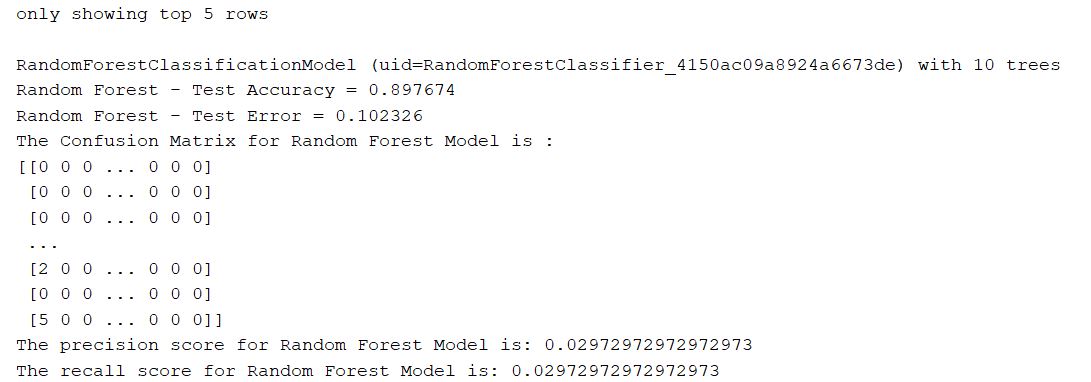 only showing top 5 rows
RandomForestClassificationModel (uid=RandomForestClassifier_4150ac09a8924a6673de) with 10 trees
Random Forest - Test Accuracy = 0.897674
Random Forest - Test Error = 0.102326
The Confusion Matrix for Random Forest Model is :
[[0 0 0 ... 0 0 0]
[0 0 0 ... 0 0 0]
[0 0 0 ... 0 0 0]
...
[2 0 0 ... 0 0 0]
[0 0 0 ... 0 0 0]
[5 0 0 ... 0 0 0]]
The precision score for Random Forest Model is: 0.02972972972972973
The recall score for Random Forest Model is: 0.02972972972972973